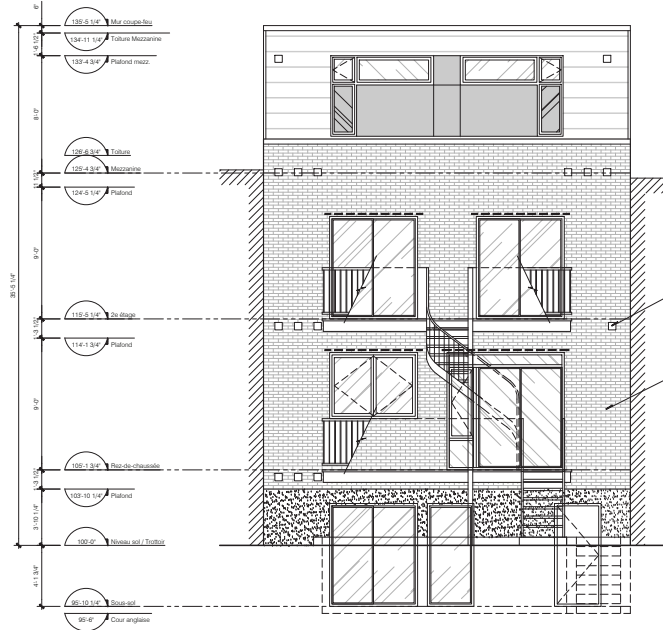 6"
135'-5 1/4" Mur coupe-feu
1'-6 1/2"
134'-11 1/4" Toiture Mezzanine
133'-4 3/4" Plafond mezz.
8'-0"
126'-6 3/4" Toiture
125'-4 3/4" Mezzanine
11 1/2"
124'-5 1/4" Plafond
9'-0"
35'-5 1/4"
115'-5 1/4" 2e étage
1'-3 1/2"
114'-1 3/4" Plafond
9'-0"
105'-1 3/4" Rez-de-chaussée
1'-3 1/2"
103'-10 1/4" Plafond
3'-10 1/4"
100'-0" Niveau sol / Trottoir
4'-1 3/4"
95'-10 1/4" Sous-sol
95'-6" Cour anglaise